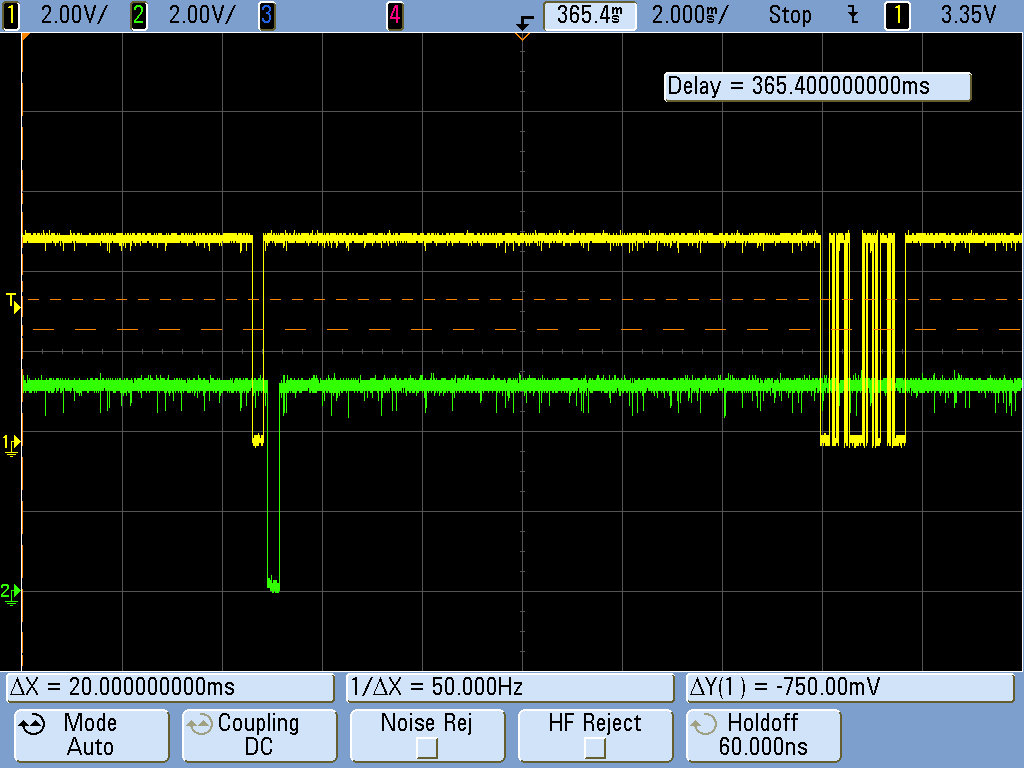 1 2.00V/ 2 2.00V/ 3 4 365.4ms 2.000ms/ Stop 1 3.35V
Delay = 365.400000000ms
T
1
2
ΔX = 20.000000000ms 1/ΔX = 50.000Hz ΔY(1) = -750.00mV
Mode Coupling Noise Rej HF Reject Holdoff
Auto DC 60.000ns